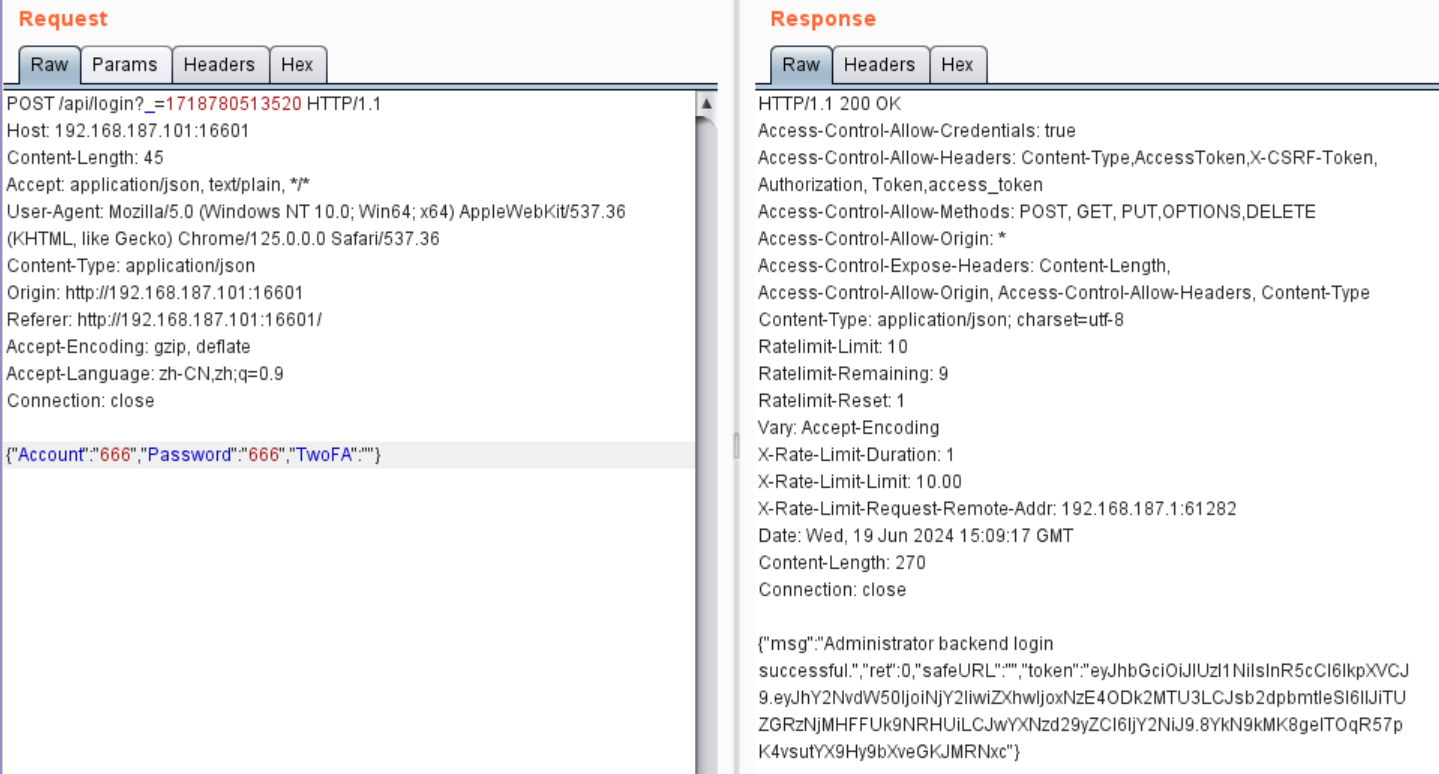 Request
Raw Params Headers Hex
POST /api/login?_=1718780513520 HTTP/1.1
Host: 192.168.187.101:16601
Content-Length: 45
Accept: application/json, text/plain, */*
User-Agent: Mozilla/5.0 (Windows NT 10.0; Win64; x64) AppleWebKit/537.36
(KHTML, like Gecko) Chrome/125.0.0.0 Safari/537.36
Content-Type: application/json
Origin: http://192.168.187.101:16601
Referer: http://192.168.187.101:16601/
Accept-Encoding: gzip, deflate
Accept-Language: zh-CN,zh;q=0.9
Connection: close
{"Account":"666","Password":"666","TwoFA":""}
Response
Raw Headers Hex
HTTP/1.1 200 OK
Access-Control-Allow-Credentials: true
Access-Control-Allow-Headers: Content-Type,AccessToken,X-CSRF-Token,
Authorization, Token,access_token
Access-Control-Allow-Methods: POST, GET, PUT,OPTIONS,DELETE
Access-Control-Allow-Origin: *
Access-Control-Expose-Headers: Content-Length,
Access-Control-Allow-Origin, Access-Control-Allow-Headers, Content-Type
Content-Type: application/json; charset=utf-8
Ratelimit-Limit: 10
Ratelimit-Remaining: 9
Ratelimit-Reset: 1
Vary: Accept-Encoding
X-Rate-Limit-Duration: 1
X-Rate-Limit-Limit: 10.00
X-Rate-Limit-Request-Remote-Addr: 192.168.187.1:61282
Date: Wed, 19 Jun 2024 15:09:17 GMT
Content-Length: 270
Connection: close
{"msg":"Administrator backend login
successful.","ret":0,"safeURL":"","token":"eyJhbGciOiJIUzI1NiIsInR5cCI6IkpXVCJ
9.eyJhY2NvdW50IjoiNjY2IiwiZXhwIjoxNzE4ODk2MTU3LCJsb2dpbmtleSI6IlJiTU
ZGRzNjMHFFUk9NRHUiLCJwYXNzd29yZCI6IjY2NiJ9.8YkN9kMK8gelTOqR57p
K4vsutYX9Hy9bXveGKJMRNxc"}